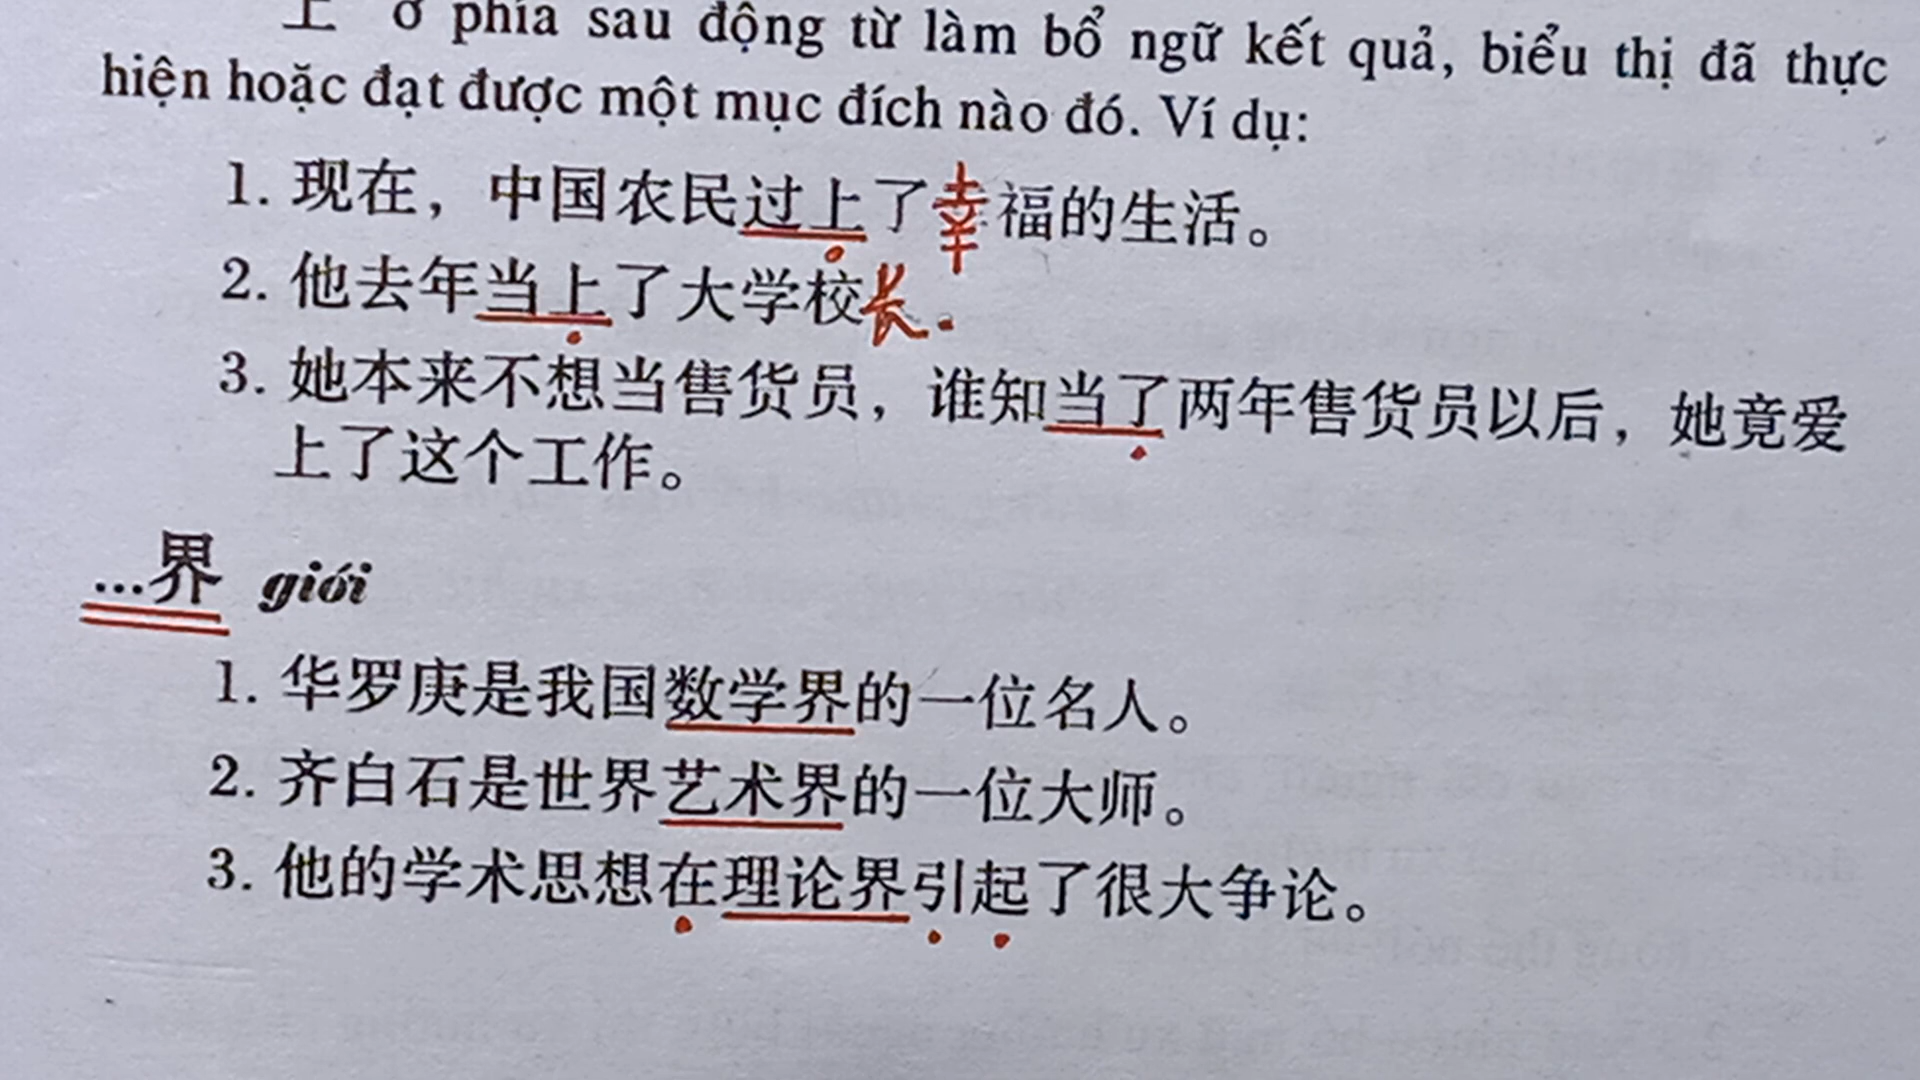 上 ở phía sau động từ làm bổ ngữ kết quả, biểu thị đã thực
hiện hoặc đạt được một mục đích nào đó. Ví dụ:
1. 现在，中国农民过上了幸福的生活。
2. 他去年当上了大学校长.
3. 她本来不想当售货员，谁知当了两年售货员以后，她竟爱
上了这个工作。
...界 giới
1. 华罗庚是我国数学界的一位名人。
2. 齐白石是世界艺术界的一位大师。
3. 他的学术思想在理论界引起了很大争论。